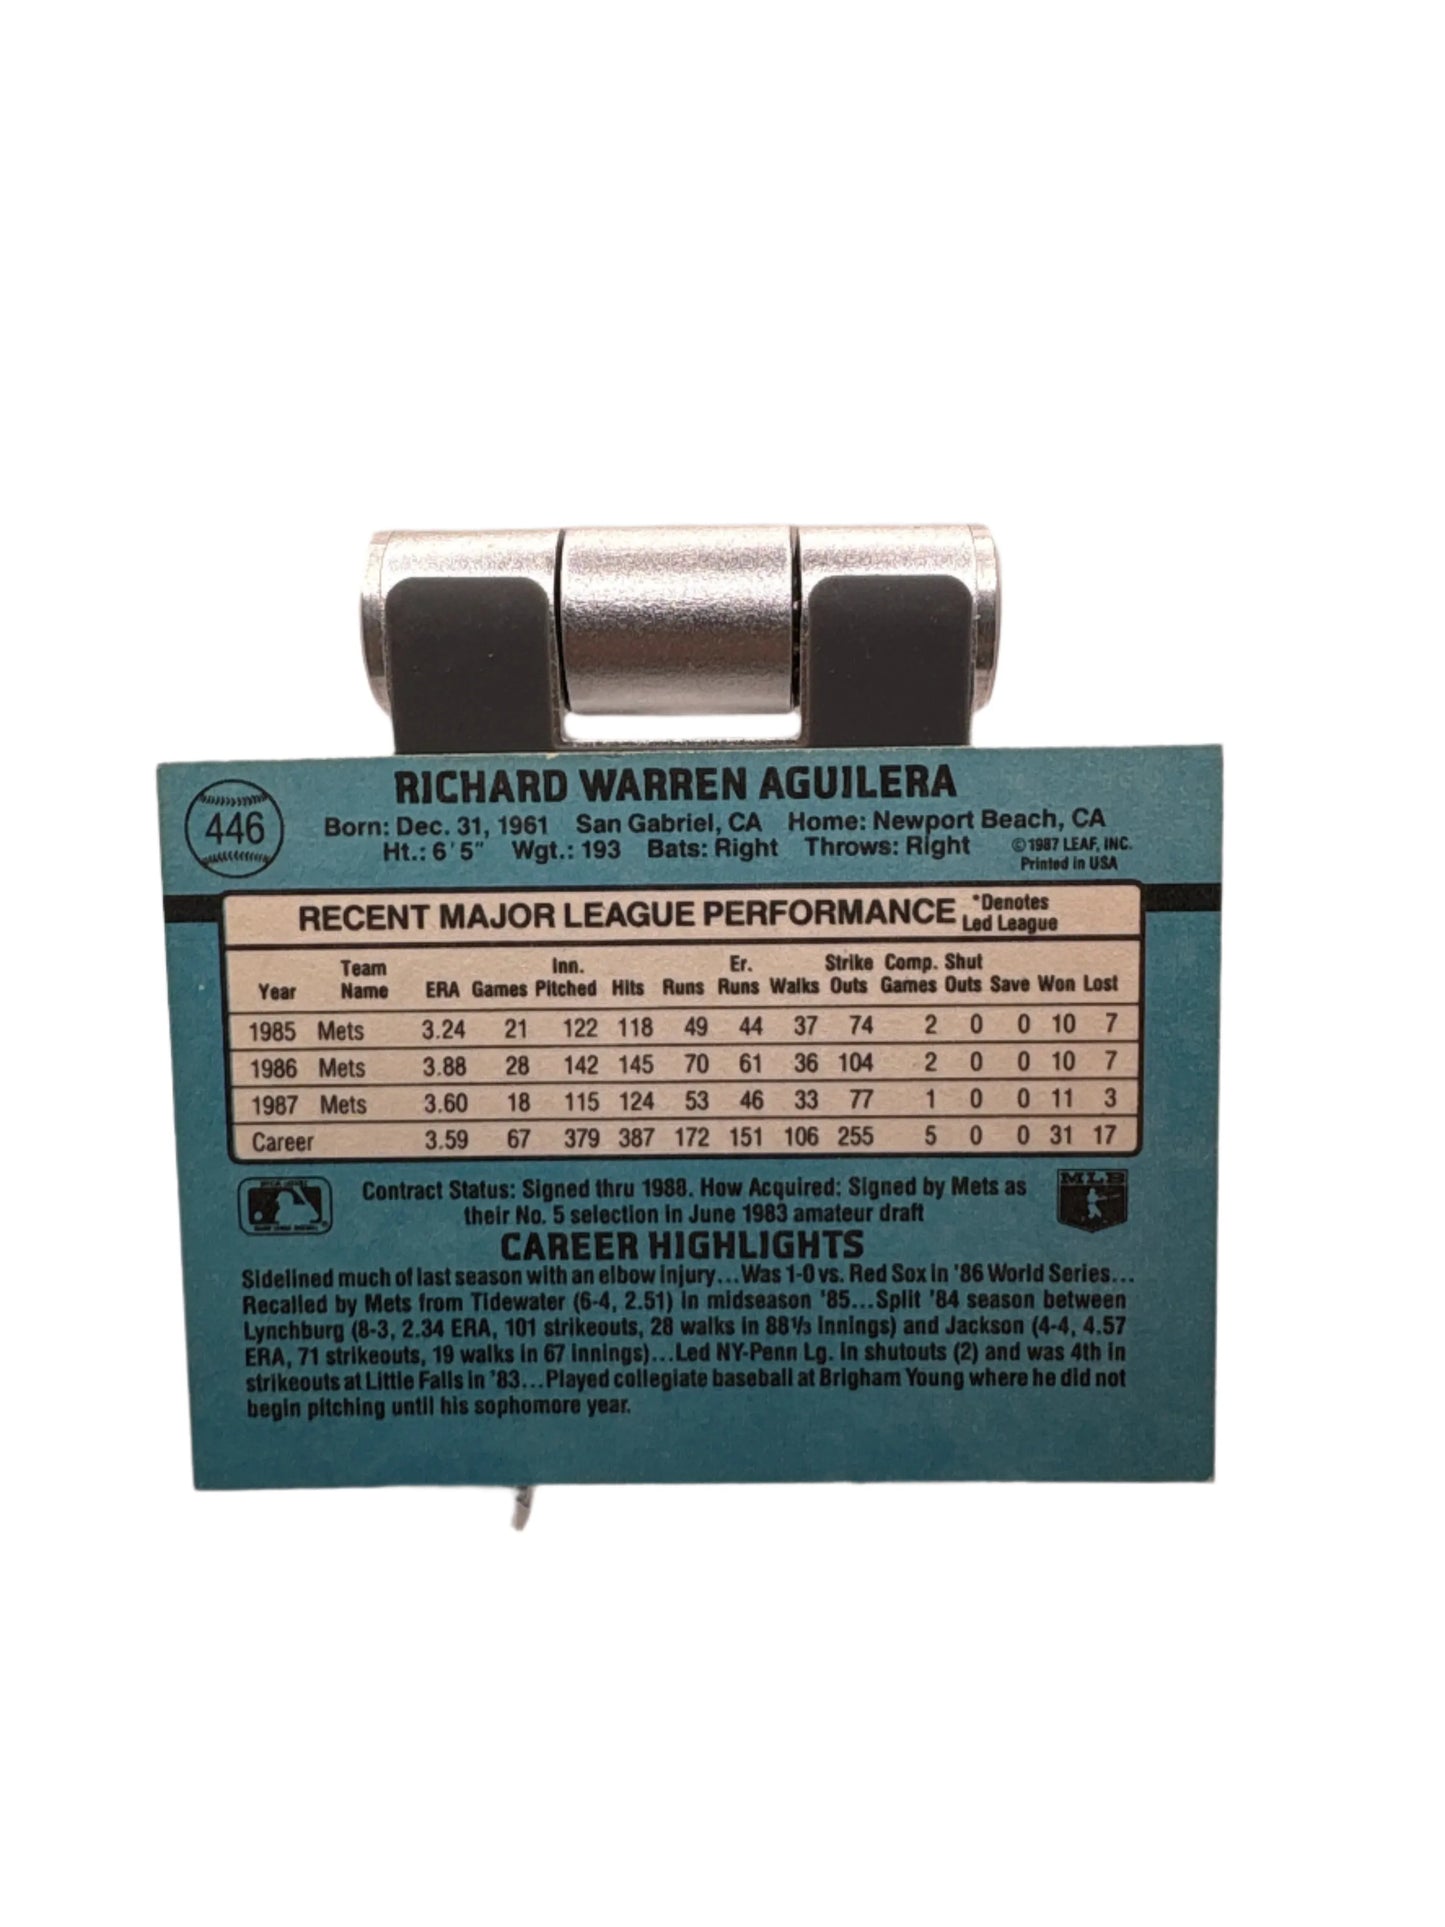 446
RICHARD WARREN AGUILERA
Born: Dec. 31, 1961 San Gabriel, CA Home: Newport Beach, CA
Ht.: 6'5" Wgt.: 193 Bats: Right Throws: Right
©1987 LEAF, INC.
Printed in USA
RECENT MAJOR LEAGUE PERFORMANCE
*Denotes
Led League
Year Team Name ERA Games Inn. Pitched Hits Runs Er. Runs Walks Strike Outs Comp. Games Shut Outs Save Won Lost
1985 Mets 3.24 21 122 118 49 44 37 74 2 0 0 10 7
1986 Mets 3.88 28 142 145 70 61 36 104 2 0 0 10 7
1987 Mets 3.60 18 115 124 53 46 33 77 1 0 0 11 3
Career 3.59 67 379 387 172 151 106 255 5 0 0 31 17
Contract Status: Signed thru 1988. How Acquired: Signed by Mets as
their No. 5 selection in June 1983 amateur draft
MLB
CAREER HIGHLIGHTS
Sidelined much of last season with an elbow injury...Was 1-0 vs. Red Sox in '86 World Series...
Recalled by Mets from Tidewater (6-4, 2.51) in midseason '85...Split '84 season between
Lynchburg (8-3, 2.34 ERA, 101 strikeouts, 28 walks in 88⅓ innings) and Jackson (4-4, 4.57
ERA, 71 strikeouts, 19 walks in 67 innings)...Led NY-Penn Lg. in shutouts (2) and was 4th in
strikeouts at Little Falls in '83...Played collegiate baseball at Brigham Young where he did not
begin pitching until his sophomore year.